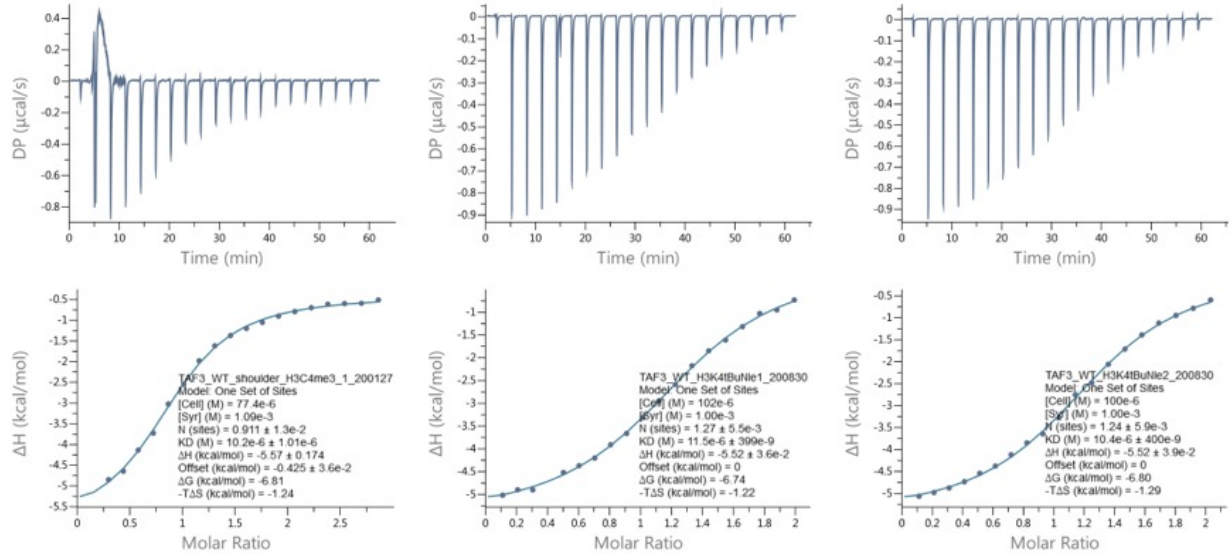 DP (µcal/s)
0.4
0.2
0
-0.2
-0.4
-0.6
-0.8
0 10 20 30 40 50 60
Time (min)
DP (µcal/s)
0
-0.1
-0.2
-0.3
-0.4
-0.5
-0.6
-0.7
-0.8
-0.9
0 10 20 30 40 50 60
Time (min)
DP (µcal/s)
0
-0.1
-0.2
-0.3
-0.4
-0.5
-0.6
-0.7
-0.8
-0.9
0 10 20 30 40 50 60
Time (min)
ΔH (kcal/mol)
-0.5
-1
-1.5
-2
-2.5
-3
-3.5
-4
-4.5
-5
-5.5
TAF3_WT_shoulder_H3C4me3_1_200127
Model: One Set of Sites
[Cell] (M) = 77.4e-6
[Syr] (M) = 1.09e-3
N (sites) = 0.911 ± 1.3e-2
KD (M) = 10.2e-6 ± 1.01e-6
ΔH (kcal/mol) = -5.57 ± 0.174
Offset (kcal/mol) = -0.425 ± 3.6e-2
ΔG (kcal/mol) = -6.81
-TΔS (kcal/mol) = -1.24
0 0.5 1 1.5 2 2.5
Molar Ratio
ΔH (kcal/mol)
-0.5
-1
-1.5
-2
-2.5
-3
-3.5
-4
-4.5
-5
TAF3_WT_H3K4tBuNle1_200830
Model: One Set of Sites
[Cell] (M) = 102e-6
[Syr] (M) = 1.00e-3
N (sites) = 1.27 ± 5.5e-3
KD (M) = 11.5e-6 ± 399e-9
ΔH (kcal/mol) = -5.52 ± 3.6e-2
Offset (kcal/mol) = 0
ΔG (kcal/mol) = -6.74
-TΔS (kcal/mol) = -1.22
0 0.2 0.4 0.6 0.8 1 1.2 1.4 1.6 1.8 2
Molar Ratio
ΔH (kcal/mol)
-0.5
-1
-1.5
-2
-2.5
-3
-3.5
-4
-4.5
-5
TAF3_WT_H3K4tBuNle2_200830
Model: One Set of Sites
[Cell] (M) = 100e-6
[Syr] (M) = 1.00e-3
N (sites) = 1.24 ± 5.9e-3
KD (M) = 10.4e-6 ± 400e-9
ΔH (kcal/mol) = -5.52 ± 3.9e-2
Offset (kcal/mol) = 0
ΔG (kcal/mol) = -6.80
-TΔS (kcal/mol) = -1.29
0 0.2 0.4 0.6 0.8 1 1.2 1.4 1.6 1.8 2
Molar Ratio